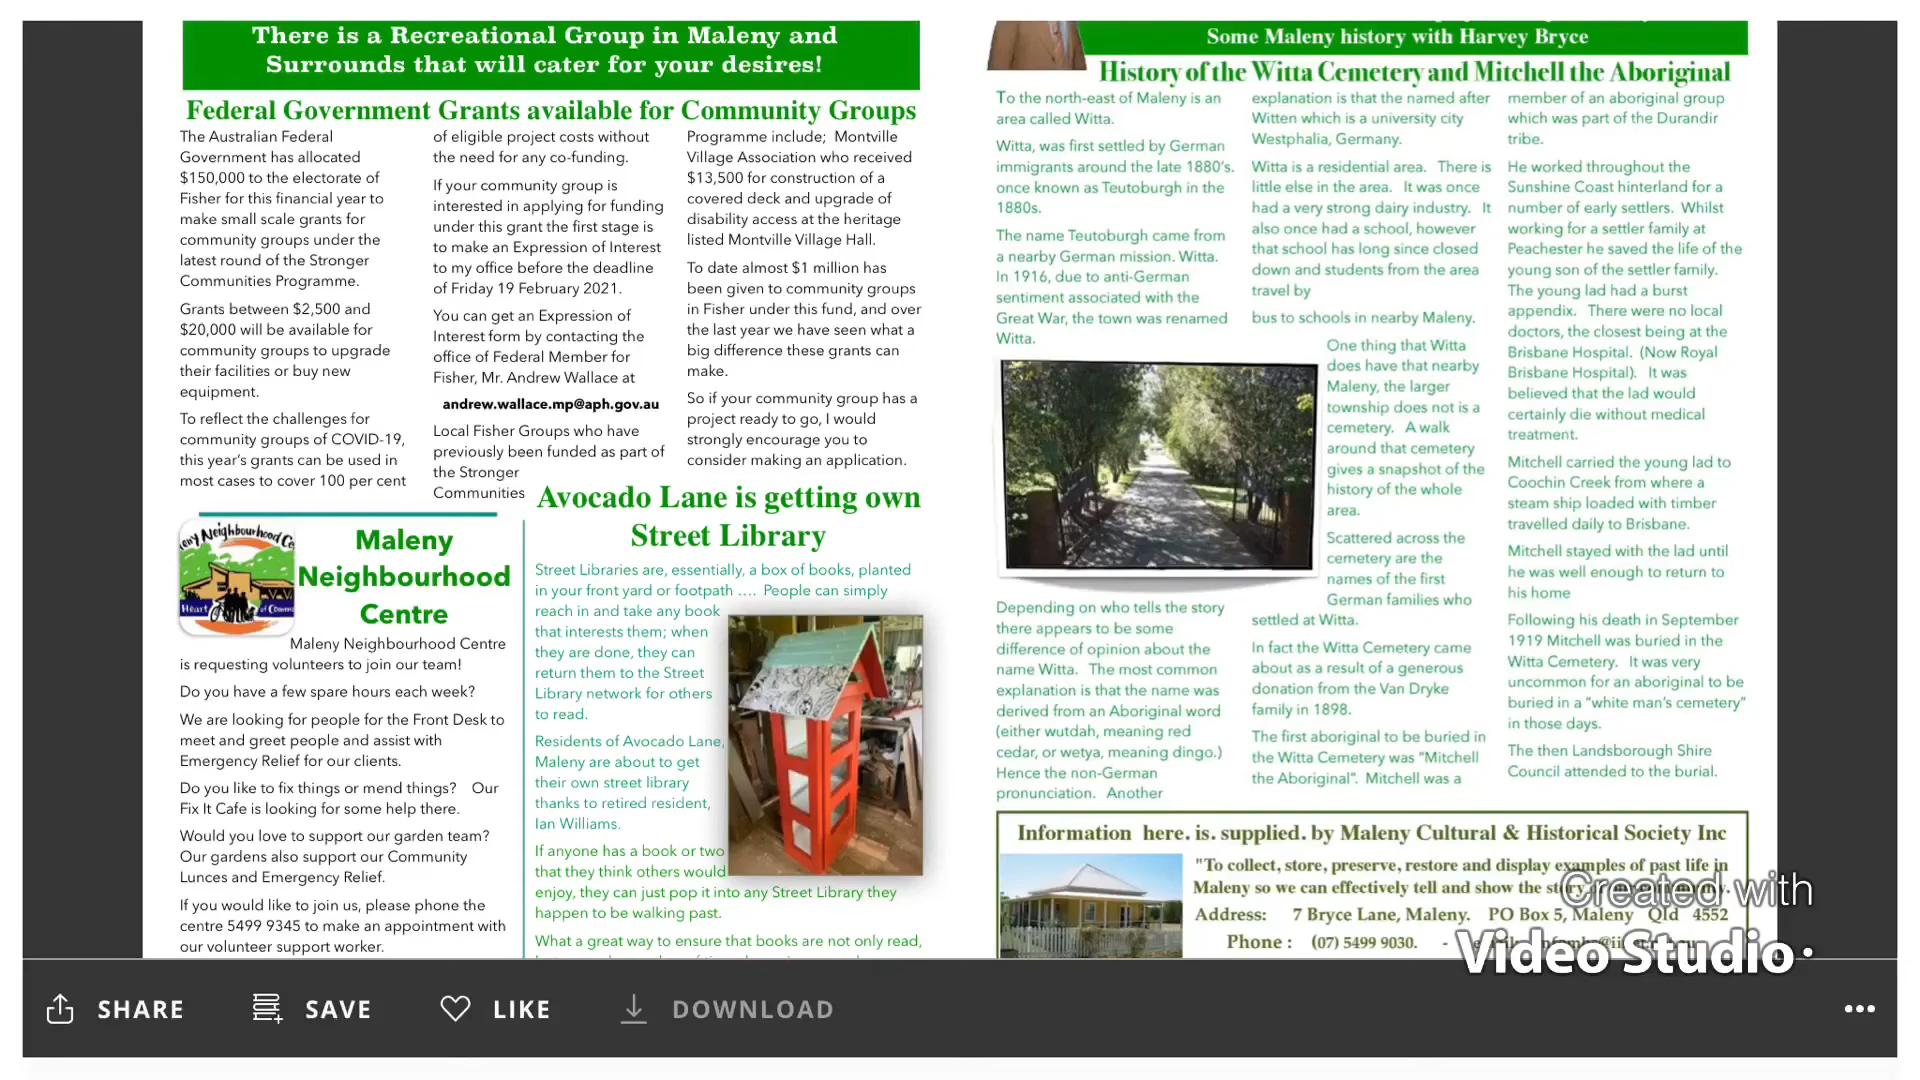 There is a Recreational Group in Maleny and
Surrounds that will cater for your desires!
Federal Government Grants available for Community Groups
The Australian Federal
Government has allocated
$150,000 to the electorate of
Fisher for this financial year to
make small scale grants for
community groups under the
latest round of the Stronger
Communities Programme.
Grants between $2,500 and
$20,000 will be available for
community groups to upgrade
their facilities or buy new
equipment.
To reflect the challenges for
community groups of COVID-19,
this year's grants can be used in
most cases to cover 100 per cent
of eligible project costs without
the need for any co-funding.
If your community group is
interested in applying for funding
under this grant the first stage is
to make an Expression of Interest
to my office before the deadline
of Friday 19 February 2021.
You can get an Expression of
Interest form by contacting the
office of Federal Member for
Fisher, Mr. Andrew Wallace at
andrew.wallace.mp@aph.gov.au
Local Fisher Groups who have
previously been funded as part of
the Stronger
Communities
Programme include; Montville
Village Association who received
$13,500 for construction of a
covered deck and upgrade of
disability access at the heritage
listed Montville Village Hall.
To date almost $1 million has
been given to community groups
in Fisher under this fund, and over
the last year we have seen what a
big difference these grants can
make.
So if your community group has a
project ready to go, I would
strongly encourage you to
consider making an application.
Maleny
Neighbourhood
Centre
Maleny Neighbourhood Centre
is requesting volunteers to join our team!
Do you have a few spare hours each week?
We are looking for people for the Front Desk to
meet and greet people and assist with
Emergency Relief for our clients.
Do you like to fix things or mend things? Our
Fix It Cafe is looking for some help there.
Would you love to support our garden team?
Our gardens also support our Community
Lunces and Emergency Relief.
If you would like to join us, please phone the
centre 5499 9345 to make an appointment with
our volunteer support worker.
Avocado Lane is getting own
Street Library
Street Libraries are, essentially, a box of books, planted
in your front yard or footpath .... People can simply
reach in and take any book
that interests them; when
they are done, they can
return them to the Street
Library network for others
to read.
Residents of Avocado Lane,
Maleny are about to get
their own street library
thanks to retired resident,
Ian Williams.
If anyone has a book or two
that they think others would
enjoy, they can just pop it into any Street Library they
happen to be walking past.
What a great way to ensure that books are not only read,
Some Maleny history with Harvey Bryce
History of the Witta Cemetery and Mitchell the Aboriginal
To the north-east of Maleny is an
area called Witta.
Witta, was first settled by German
immigrants around the late 1880's.
once known as Teutoburgh in the
1880s.
The name Teutoburgh came from
a nearby German mission. Witta.
In 1916, due to anti-German
sentiment associated with the
Great War, the town was renamed
Witta.
Depending on who tells the story
there appears to be some
difference of opinion about the
name Witta. The most common
explanation is that the name was
derived from an Aboriginal word
(either wutdah, meaning red
cedar, or wetya, meaning dingo.)
Hence the non-German
pronunciation. Another
explanation is that the named after
Witten which is a university city
Westphalia, Germany.
Witta is a residential area. There is
little else in the area. It was once
had a very strong dairy industry. It
also once had a school, however
that school has long since closed
down and students from the area
travel by
bus to schools in nearby Maleny.
One thing that Witta
does have that nearby
Maleny, the larger
township does not is a
cemetery. A walk
around that cemetery
gives a snapshot of the
history of the whole
area.
Scattered across the
cemetery are the
names of the first
German families who
settled at Witta.
In fact the Witta Cemetery came
about as a result of a generous
donation from the Van Dryke
family in 1898.
The first aboriginal to be buried in
the Witta Cemetery was "Mitchell
the Aboriginal". Mitchell was a
member of an aboriginal group
which was part of the Durandir
tribe.
He worked throughout the
Sunshine Coast hinterland for a
number of early settlers. Whilst
working for a settler family at
Peachester he saved the life of the
young son of the settler family.
The young lad had a burst
appendix. There were no local
doctors, the closest being at the
Brisbane Hospital. (Now Royal
Brisbane Hospital). It was
believed that the lad would
certainly die without medical
treatment.
Mitchell carried the young lad to
Coochin Creek from where a
steam ship loaded with timber
travelled daily to Brisbane.
Mitchell stayed with the lad until
he was well enough to return to
his home
Following his death in September
1919 Mitchell was buried in the
Witta Cemetery. It was very
uncommon for an aboriginal to be
buried in a "white man's cemetery"
in those days.
The then Landsborough Shire
Council attended to the burial.
Information here. is. supplied. by Maleny Cultural & Historical Society Inc
"To collect, store, preserve, restore and display examples of past life in
Maleny so we can effectively tell and show the story
Address: 7 Bryce Lane, Maleny. PO Box 5, Maleny Qld 4552
Phone : (07) 5499 9030. -
Created with
Video Studio
SHARE
SAVE
LIKE
DOWNLOAD